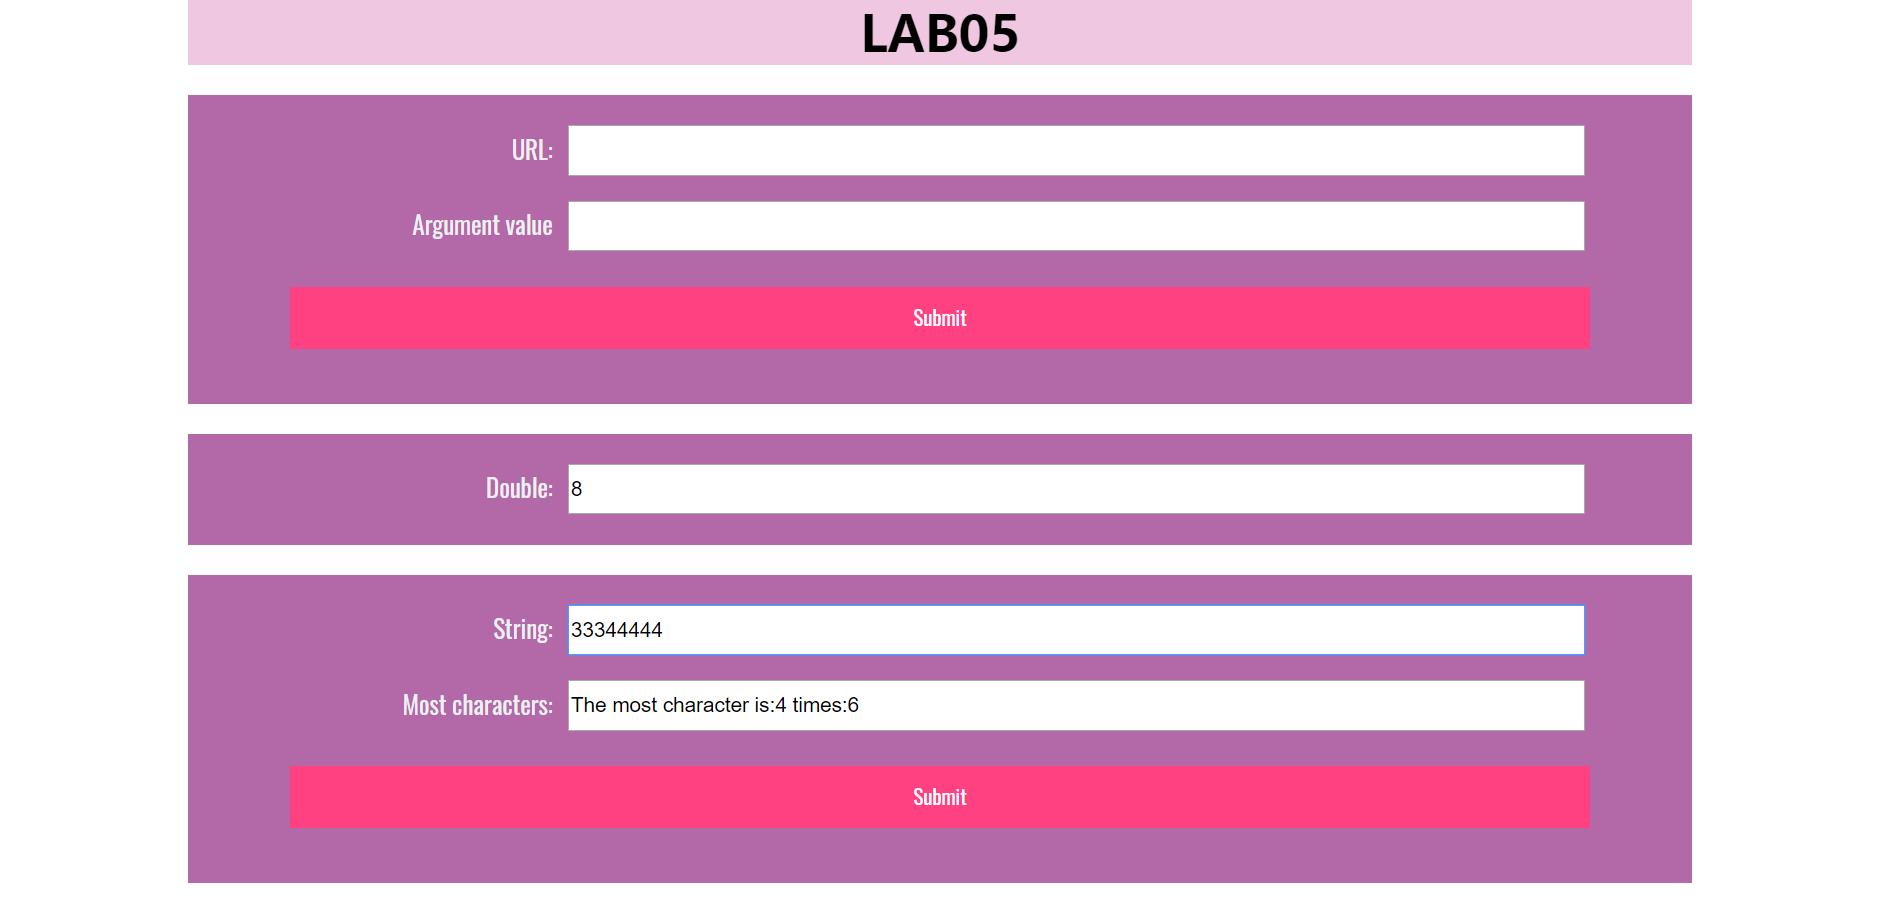 LAB05
URL:
Argument value
Submit
Double: 8
String: 33344444
Most characters: The most character is:4 times:6
Submit